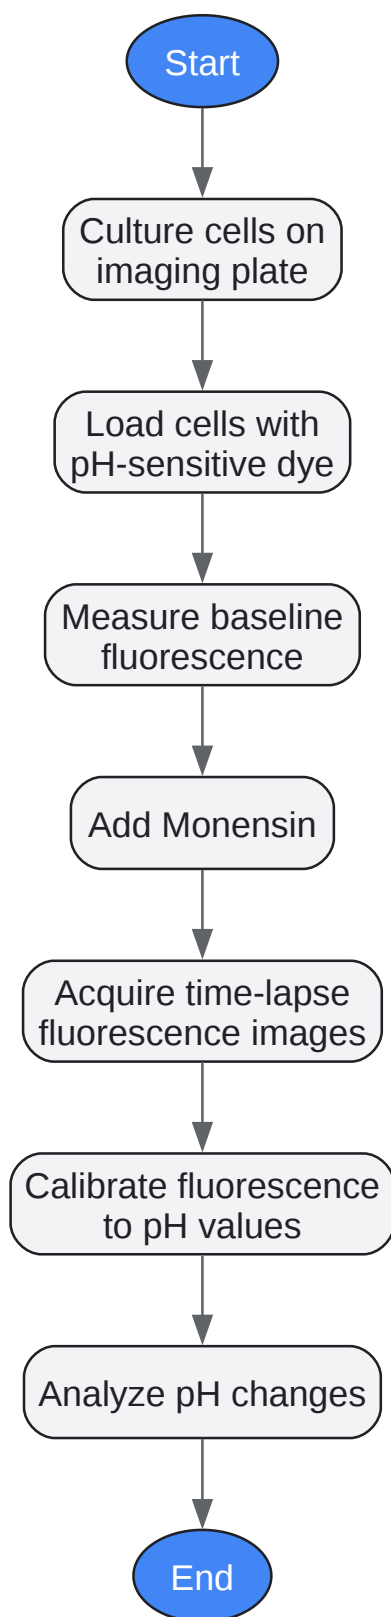 Start
Culture cells on
imaging plate
Load cells with
pH-sensitive dye
Measure baseline
fluorescence
Add Monensin
Acquire time-lapse
fluorescence images
Calibrate fluorescence
to pH values
Analyze pH changes
End